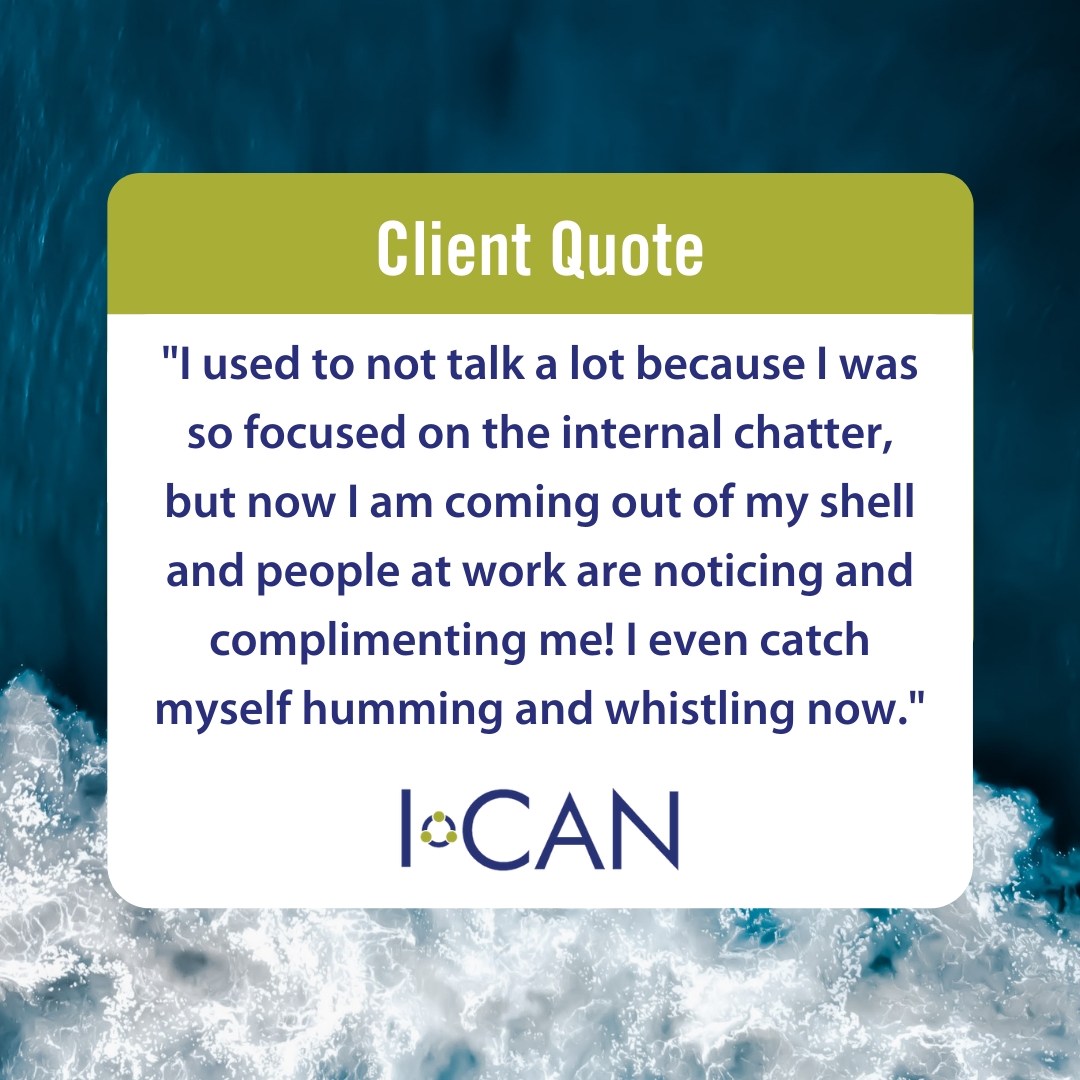 Client Quote
"I used to not talk a lot because I was
so focused on the internal chatter,
but now I am coming out of my shell
and people at work are noticing and
complimenting me! I even catch
myself humming and whistling now."
I CAN